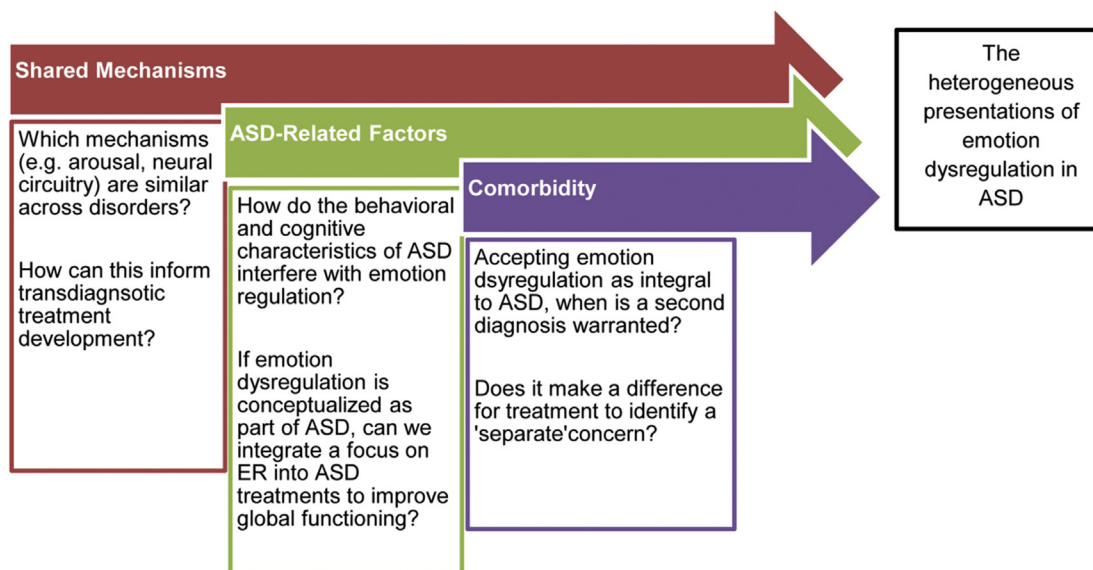 Shared Mechanisms
Which mechanisms
(e.g. arousal, neural
circuitry) are similar
across disorders?
How can this inform
transdiagnsotic
treatment
development?
ASD-Related Factors
How do the behavioral
and cognitive
characteristics of ASD
interfere with emotion
regulation?
If emotion
dysregulation is
conceptualized as
part of ASD, can we
integrate a focus on
ER into ASD
treatments to improve
global functioning?
Comorbidity
Accepting emotion
dsyregulation as integral
to ASD, when is a second
diagnosis warranted?
Does it make a difference
for treatment to identify a
'separate'concern?
The
heterogeneous
presentations of
emotion
dysregulation in
ASD